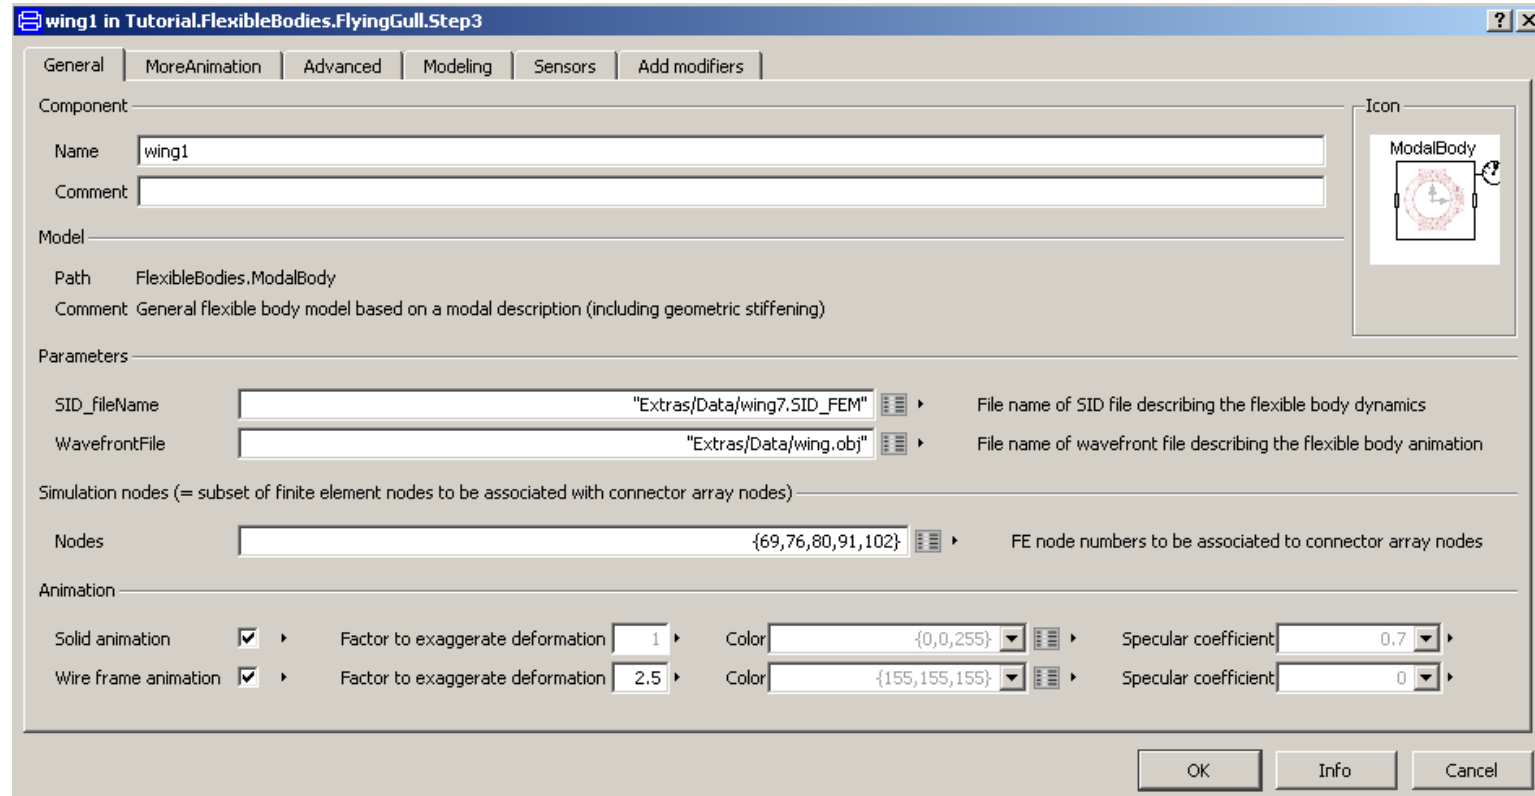 wing1 in Tutorial.FlexibleBodies.FlyingGull.Step3
General MoreAnimation Advanced Modeling Sensors Add modifiers
Component
Icon
Name wing1
ModalBody
Comment
Model
Path FlexibleBodies.ModalBody
Comment General flexible body model based on a modal description (including geometric stiffening)
Parameters
SID_fileName "Extras/Data/wing7.SID_FEM" File name of SID file describing the flexible body dynamics
WavefrontFile "Extras/Data/wing.obj" File name of wavefront file describing the flexible body animation
Simulation nodes (= subset of finite element nodes to be associated with connector array nodes)
Nodes {69,76,80,91,102} FE node numbers to be associated to connector array nodes
Animation
Solid animation Factor to exaggerate deformation 1 Color {0,0,255} Specular coefficient 0.7
Wire frame animation Factor to exaggerate deformation 2.5 Color {155,155,155} Specular coefficient 0
OK Info Cancel